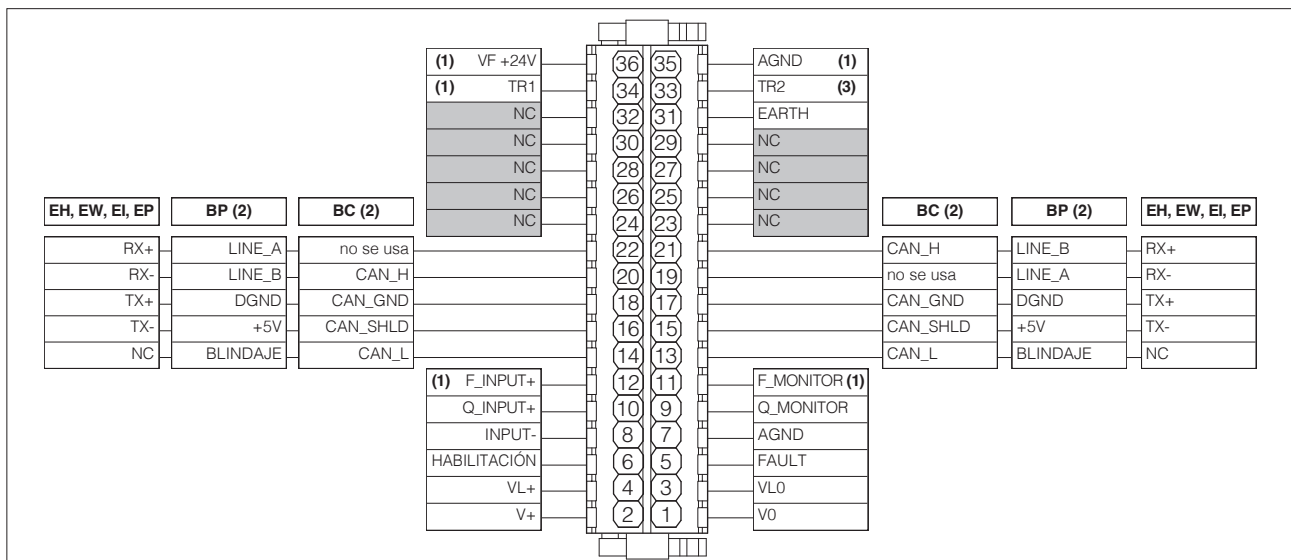 (1) VF +24V 36 35 AGND (1)
(1) TR1 34 33 TR2 (3)
NC 32 31 EARTH
NC 30 29 NC
NC 28 27 NC
NC 26 25 NC
NC 24 23 NC
EH, EW, EI, EP BP (2) BC (2) BC (2) BP (2) EH, EW, EI, EP
RX+ LINE_A no se usa 22 21 CAN_H LINE_B RX+
RX- LINE_B CAN_H 20 19 no se usa LINE_A RX-
TX+ DGND CAN_GND 18 17 CAN_GND DGND TX+
TX- +5V CAN_SHLD 16 15 CAN_SHLD +5V TX-
NC BLINDAJE CAN_L 14 13 CAN_L BLINDAJE NC
(1) F_INPUT+ 12 11 F_MONITOR (1)
Q_INPUT+ 10 9 Q_MONITOR
INPUT- 8 7 AGND
HABILITACIÓN 6 5 FAULT
VL+ 4 3 VL0
V+ 2 1 V0